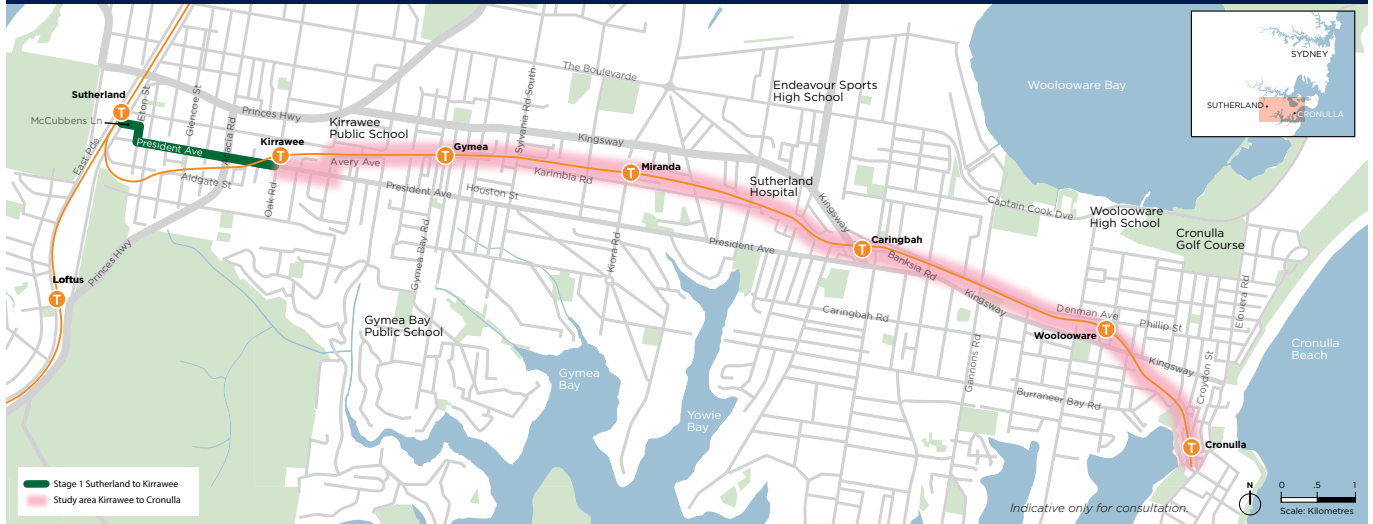 SYDNEY
SUTHERLAND
CRONULLA
The Boulevarde
Endeavour Sports
High School
Woolooware Bay
Sutherland
T
McCubbens Ln
Eton St
Glencoe St
Acacia Rd
Princes Hwy
Sylvania Rd South
Kirrawee
Public School
Kingsway
President Ave
East Pde
Kirrawee
T
Avery Ave
Gymea
T
Karimbla Rd
Miranda
T
Aldgate St
Oak Rd
President Ave
Houston St
Sutherland
Hospital
Kingsway
Captain Cook Dve
Woolooware
High School
Cronulla
Golf Course
Princes Hwy
Gymea Bay Rd
Kiora Rd
President Ave
Caringbah
T
Banksia Rd
Kingsway
Loftus
T
Gymea Bay
Public School
Caringbah Rd
Denman Ave
Phillip St
Elouera Rd
Woolooware
T
Cronulla
Beach
Gannons Rd
Kingsway
Croydon St
Gymea
Bay
Burraneer Bay Rd
Yowie
Bay
Cronulla
T
Stage 1 Sutherland to Kirrawee
Study area Kirrawee to Cronulla
Indicative only for consultation.
N
0 .5 1
Scale: Kilometres